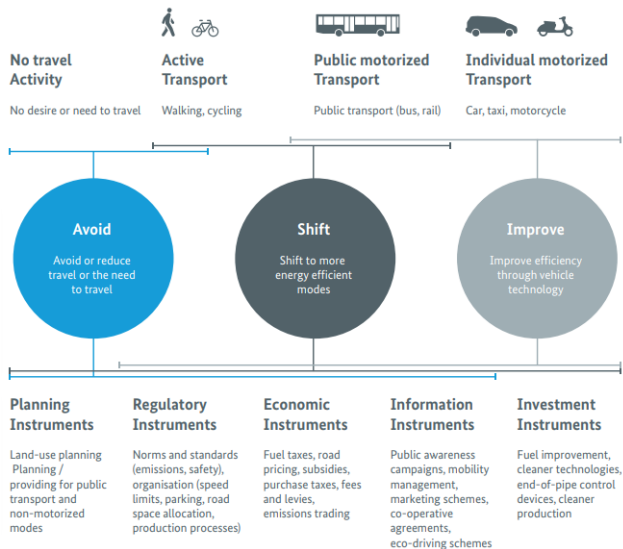 No travel
Activity
No desire or need to travel
Active
Transport
Walking, cycling
Public motorized
Transport
Public transport (bus, rail)
Individual motorized
Transport
Car, taxi, motorcycle
Avoid
Avoid or reduce
travel or the need
to travel
Shift
Shift to more
energy efficient
modes
Improve
Improve efficiency
through vehicle
technology
Planning
Instruments
Land-use planning
Planning /
providing for public
transport and
non-motorized
modes
Regulatory
Instruments
Norms and standards
(emissions, safety),
organisation (speed
limits, parking, road
space allocation,
production processes)
Economic
Instruments
Fuel taxes, road
pricing, subsidies,
purchase taxes, fees
and levies,
emissions trading
Information
Instruments
Public awareness
campaigns, mobility
management,
marketing schemes,
co-operative
agreements,
eco-driving schemes
Investment
Instruments
Fuel improvement,
cleaner technologies,
end-of-pipe control
devices, cleaner
production